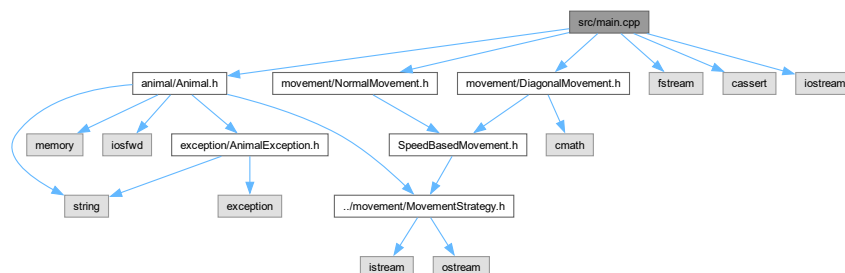 src/main.cpp
animal/Animal.h
movement/NormalMovement.h
movement/DiagonalMovement.h
fstream
cassert
iostream
memory
iosfwd
exception/AnimalException.h
SpeedBasedMovement.h
cmath
string
exception
../movement/MovementStrategy.h
istream
ostream